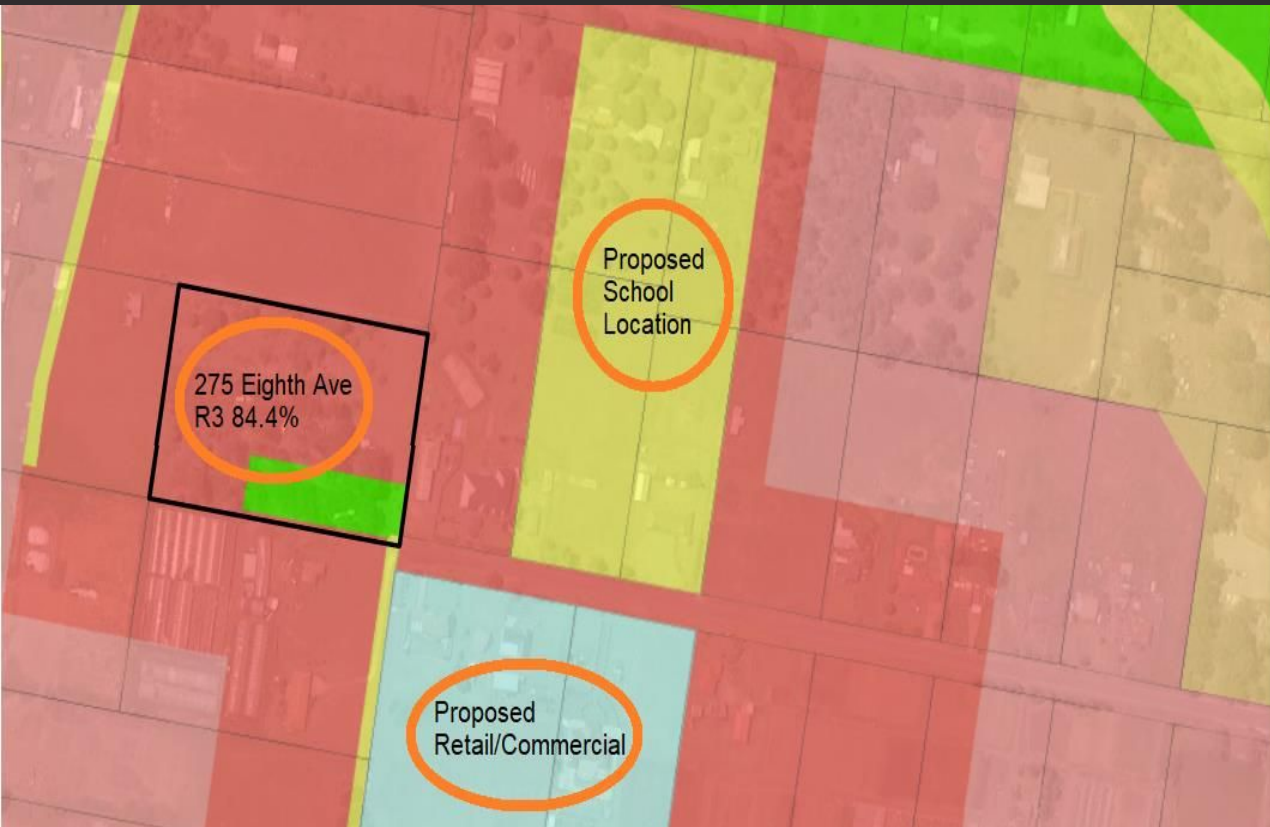 Proposed
School
Location
275 Eighth Ave
R3 84.4%
Proposed
Retail/Commercial